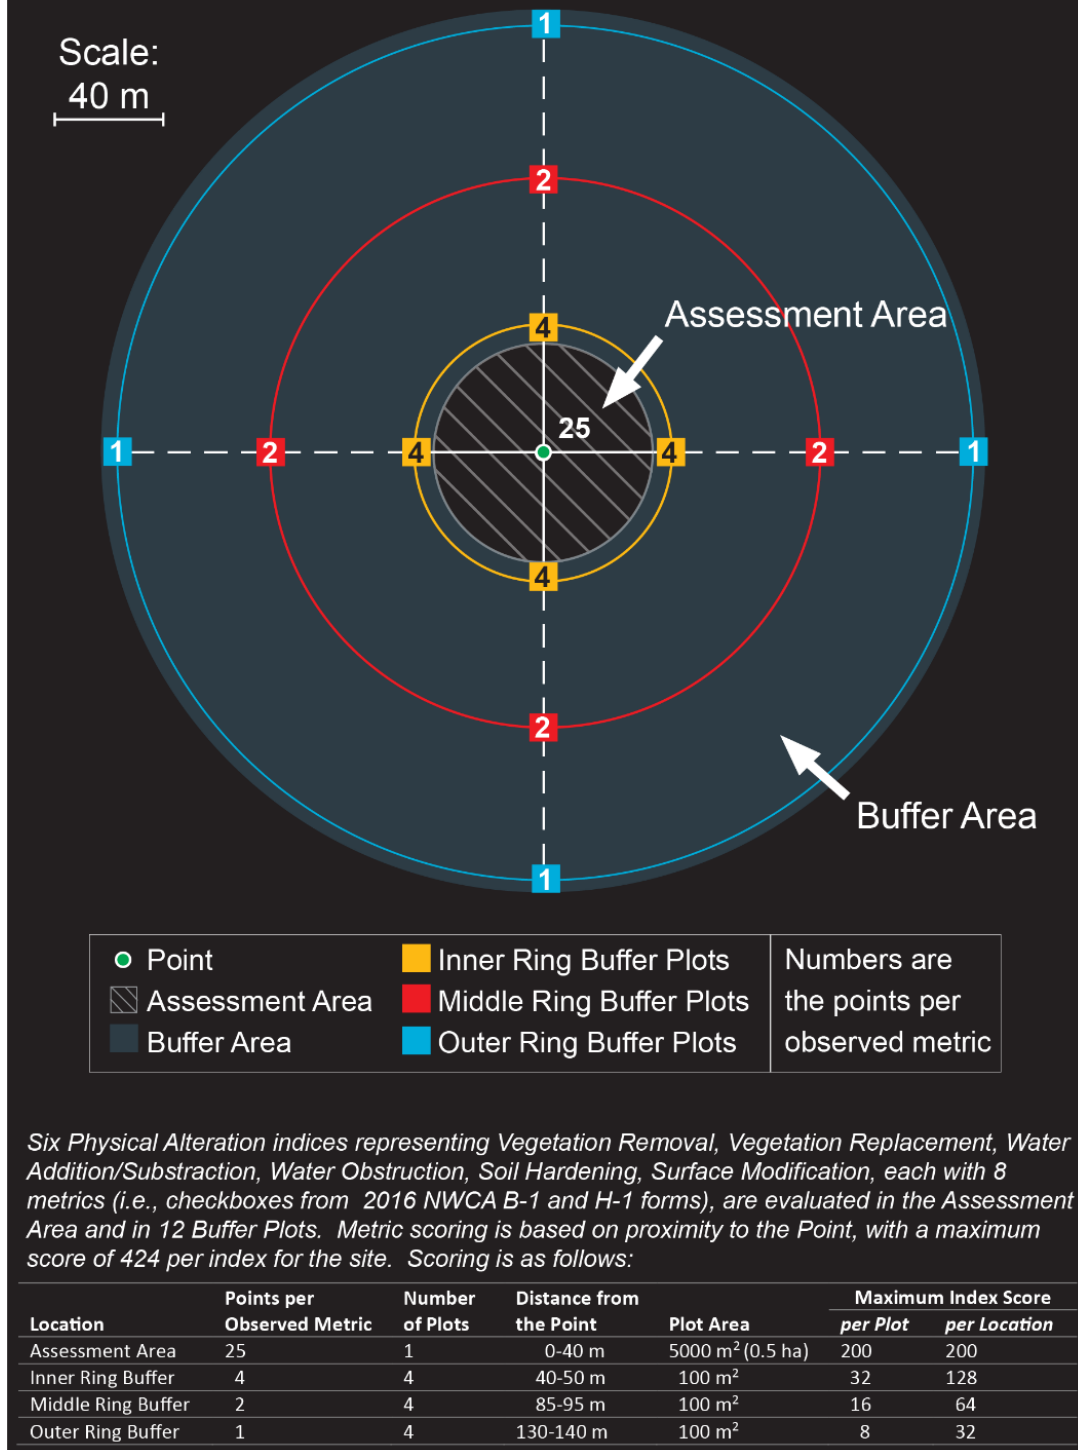 1
Scale:
40 m
2
Assessment Area
4
25
1 2 4 4 2 1
4
2
Buffer Area
1
Point
Assessment Area
Buffer Area
Inner Ring Buffer Plots
Middle Ring Buffer Plots
Outer Ring Buffer Plots
Numbers are
the points per
observed metric
Six Physical Alteration indices representing Vegetation Removal, Vegetation Replacement, Water
Addition/Substraction, Water Obstruction, Soil Hardening, Surface Modification, each with 8
metrics (i.e., checkboxes from 2016 NWCA B-1 and H-1 forms), are evaluated in the Assessment
Area and in 12 Buffer Plots. Metric scoring is based on proximity to the Point, with a maximum
score of 424 per index for the site. Scoring is as follows:
Points per Number Distance from Maximum Index Score
Location Observed Metric of Plots the Point Plot Area per Plot per Location
Assessment Area 25 1 0-40 m 5000 m² (0.5 ha) 200 200
Inner Ring Buffer 4 4 40-50 m 100 m² 32 128
Middle Ring Buffer 2 4 85-95 m 100 m² 16 64
Outer Ring Buffer 1 4 130-140 m 100 m² 8 32